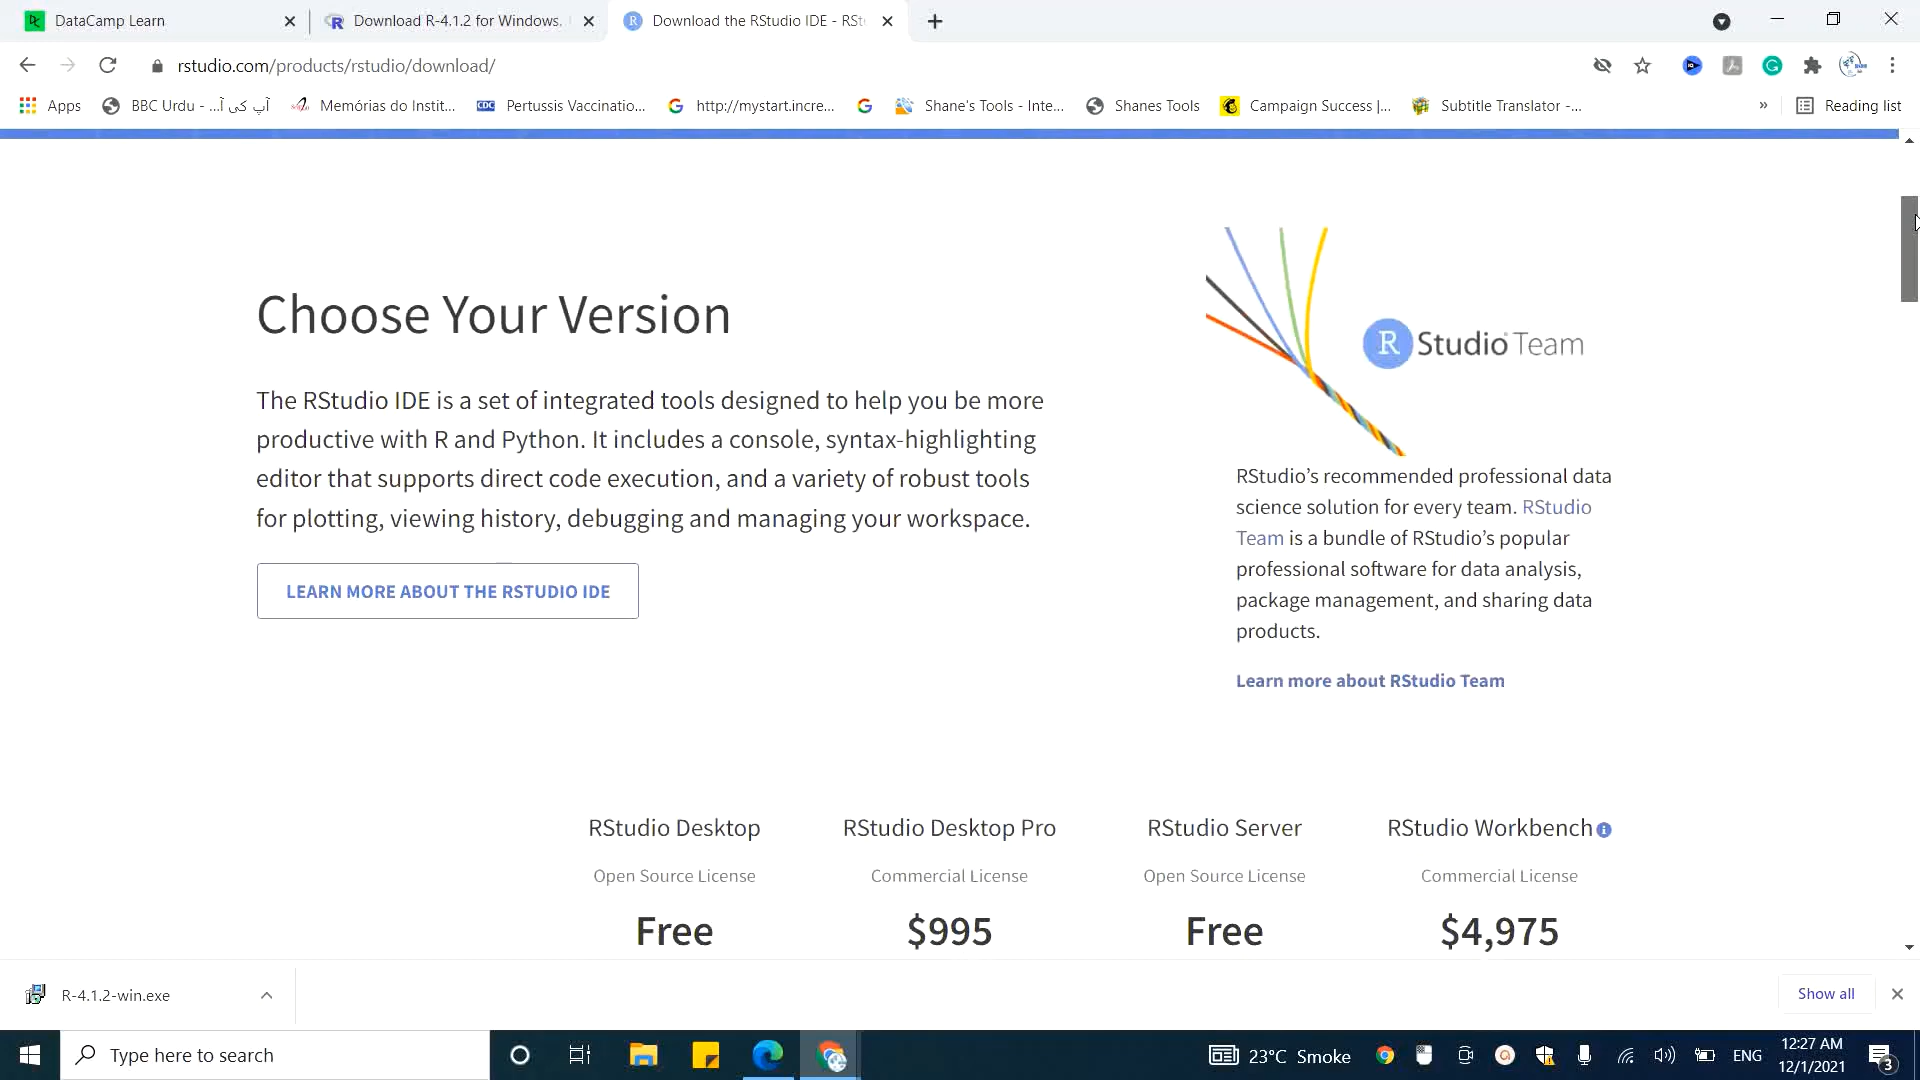 DataCamp Learn
Download R-4.1.2 for Windows.
Download the RStudio IDE - RSt
rstudio.com/products/rstudio/download/
Apps
BBC Urdu - ...آپ کی آ
Memórias do Instit...
CDC Pertussis Vaccinatio...
http://mystart.incre...
Shane's Tools - Inte...
Shanes Tools
Campaign Success |...
Subtitle Translator -...
»
Reading list
Choose Your Version
The RStudio IDE is a set of integrated tools designed to help you be more
productive with R and Python. It includes a console, syntax-highlighting
editor that supports direct code execution, and a variety of robust tools
for plotting, viewing history, debugging and managing your workspace.
LEARN MORE ABOUT THE RSTUDIO IDE
R Studio Team
RStudio’s recommended professional data
science solution for every team. RStudio
Team is a bundle of RStudio’s popular
professional software for data analysis,
package management, and sharing data
products.
Learn more about RStudio Team
RStudio Desktop
Open Source License
Free
RStudio Desktop Pro
Commercial License
$995
RStudio Server
Open Source License
Free
RStudio Workbench
Commercial License
$4,975
R-4.1.2-win.exe
Show all
Type here to search
23°C Smoke
ENG
12:27 AM
12/1/2021
3